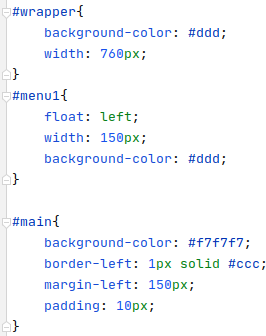 #wrapper{
    background-color: #ddd;
    width: 760px;
}
#menu1{
    float: left;
    width: 150px;
    background-color: #ddd;
}

#main{
    background-color: #f7f7f7;
    border-left: 1px solid #ccc;
    margin-left: 150px;
    padding: 10px;
}